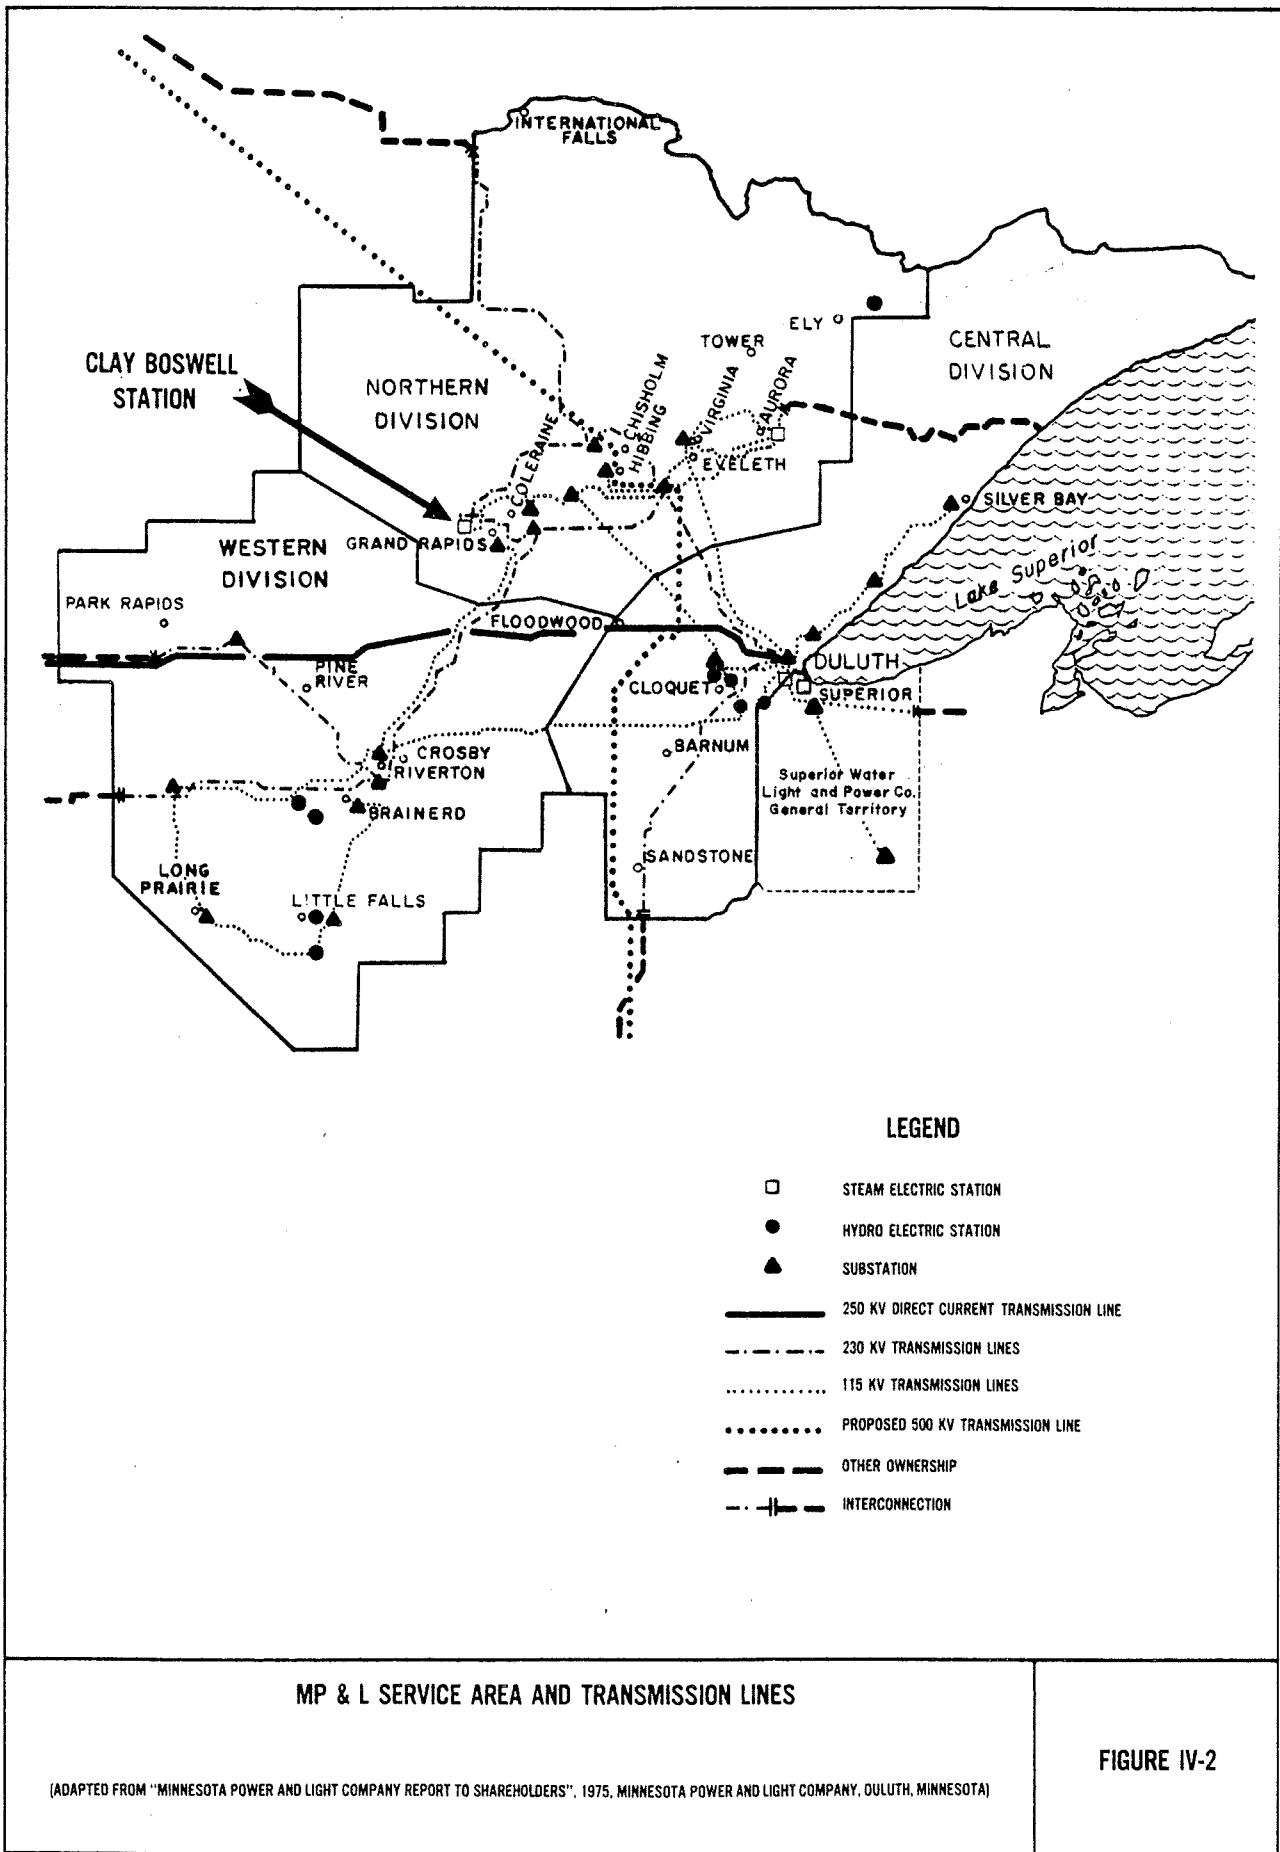 INTERNATIONAL
FALLS
ELY
TOWER
CENTRAL
DIVISION
CLAY BOSWELL
STATION
NORTHERN
DIVISION
CHISHOLM
HIBBING
VIRGINIA
AURORA
COLERAINE
EVELETH
SILVER BAY
GRAND RAPIDS
WESTERN
DIVISION
Lake Superior
PARK RAPIDS
FLOODWOOD
PINE
RIVER
DULUTH
CLOQUET
SUPERIOR
BARNUM
CROSBY
RIVERTON
Superior Water
Light and Power Co.
General Territory
BRAINERD
SANDSTONE
LONG
PRAIRIE
LITTLE FALLS
LEGEND
STEAM ELECTRIC STATION
HYDRO ELECTRIC STATION
SUBSTATION
250 KV DIRECT CURRENT TRANSMISSION LINE
230 KV TRANSMISSION LINES
115 KV TRANSMISSION LINES
PROPOSED 500 KV TRANSMISSION LINE
OTHER OWNERSHIP
INTERCONNECTION
MP & L SERVICE AREA AND TRANSMISSION LINES
FIGURE IV-2
(ADAPTED FROM "MINNESOTA POWER AND LIGHT COMPANY REPORT TO SHAREHOLDERS", 1975, MINNESOTA POWER AND LIGHT COMPANY, DULUTH, MINNESOTA)